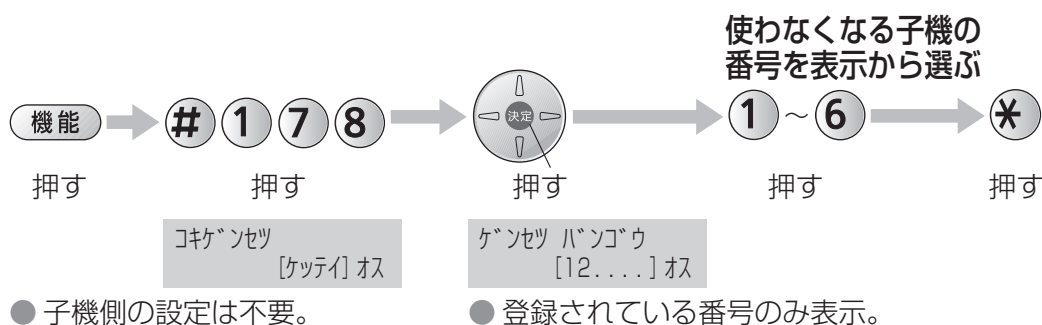 使わなくなる子機の
番号を表示から選ぶ
機能 # 1 7 8 決定 1 ～ 6 ＊
押す 押す 押す 押す 押す
コキケ゛ンセツ ケ゛ンセツ ハ゛ンコ゛ウ
[ケッテイ] オス [12....] オス
● 子機側の設定は不要。 ● 登録されている番号のみ表示。